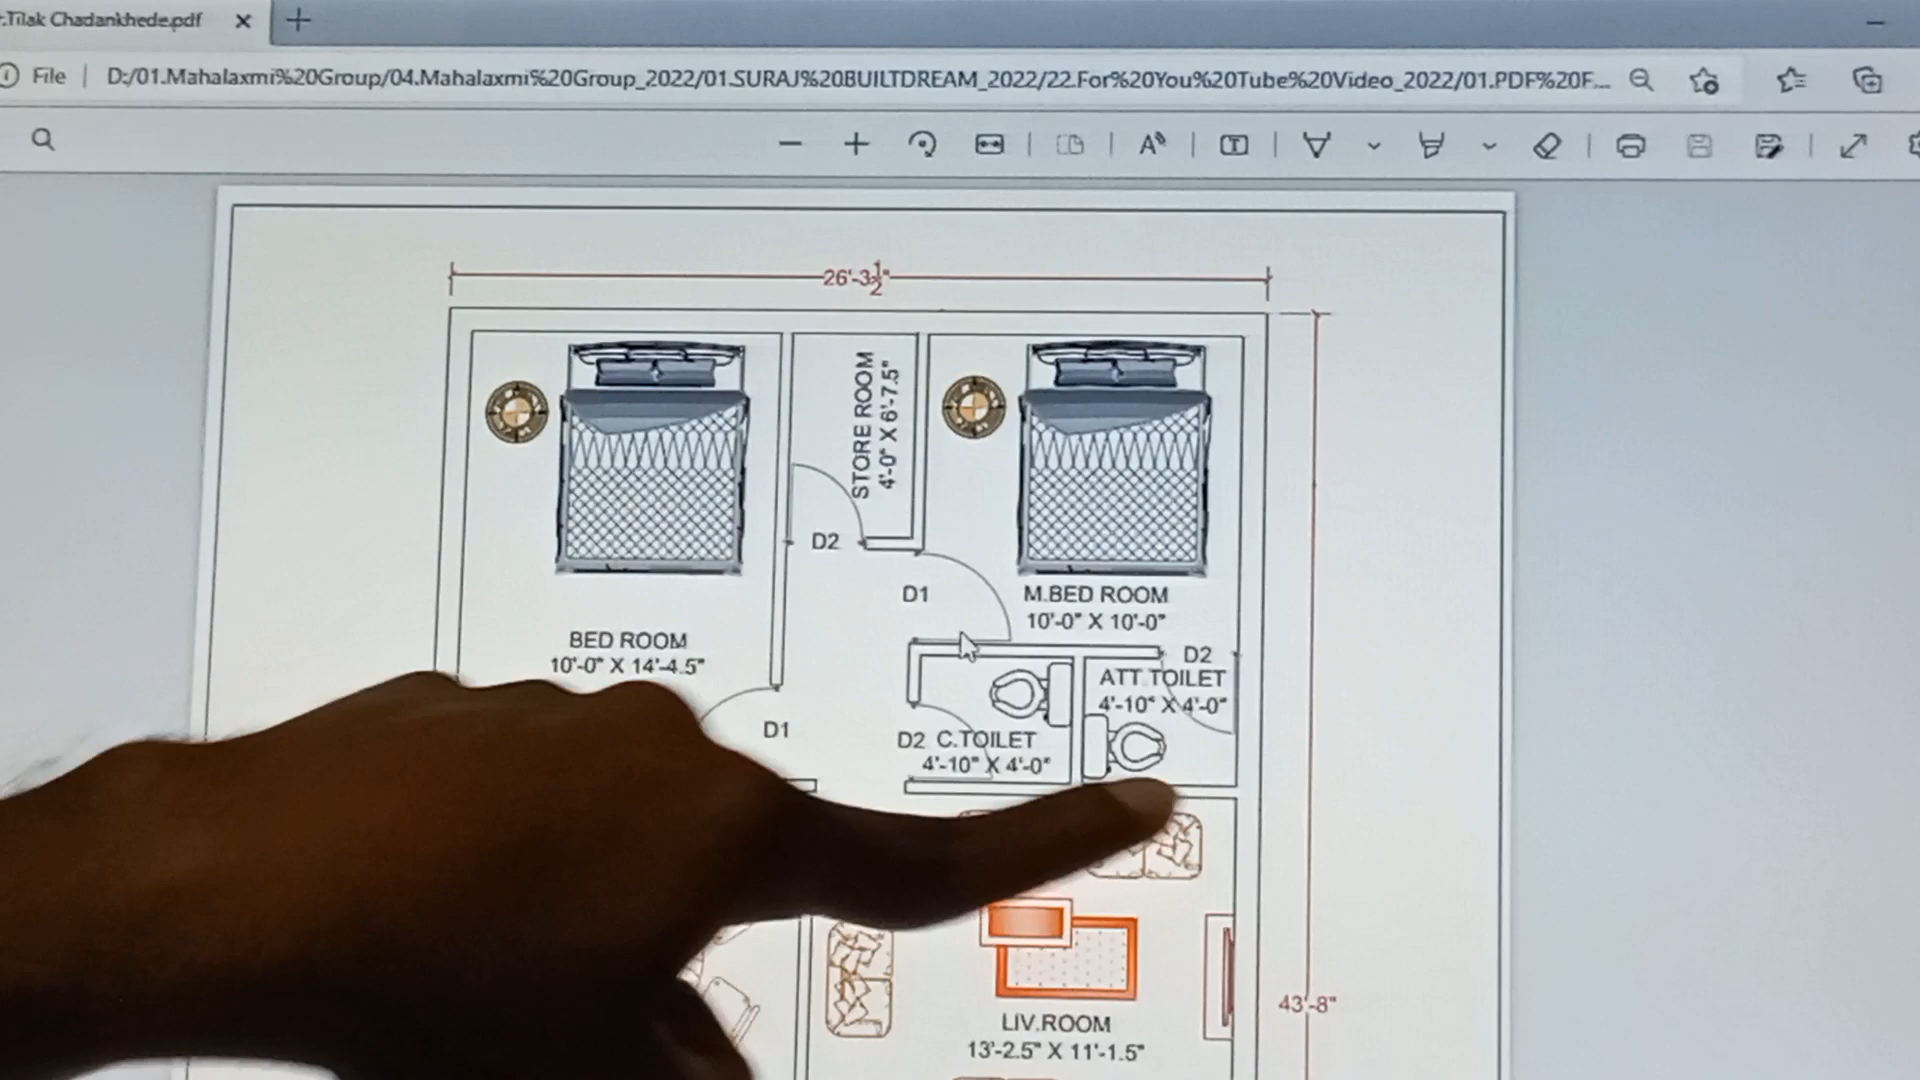 .Tilak Chadankhede.pdf
File | D:/01.Mahalaxmi%20Group/04.Mahalaxmi%20Group_2022/01.SURAJ%20BUILTDREAM_2022/22.For%20You%20Tube%20Video_2022/01.PDF%20F...
26'-3½"
STORE ROOM
4'-0" X 6'-7.5"
D2
D1
M.BED ROOM
10'-0" X 10'-0"
BED ROOM
10'-0" X 14'-4.5"
D2
ATT.TOILET
4'-10" X 4'-0"
D1
D2 C.TOILET
4'-10" X 4'-0"
43'-8"
LIV.ROOM
13'-2.5" X 11'-1.5"